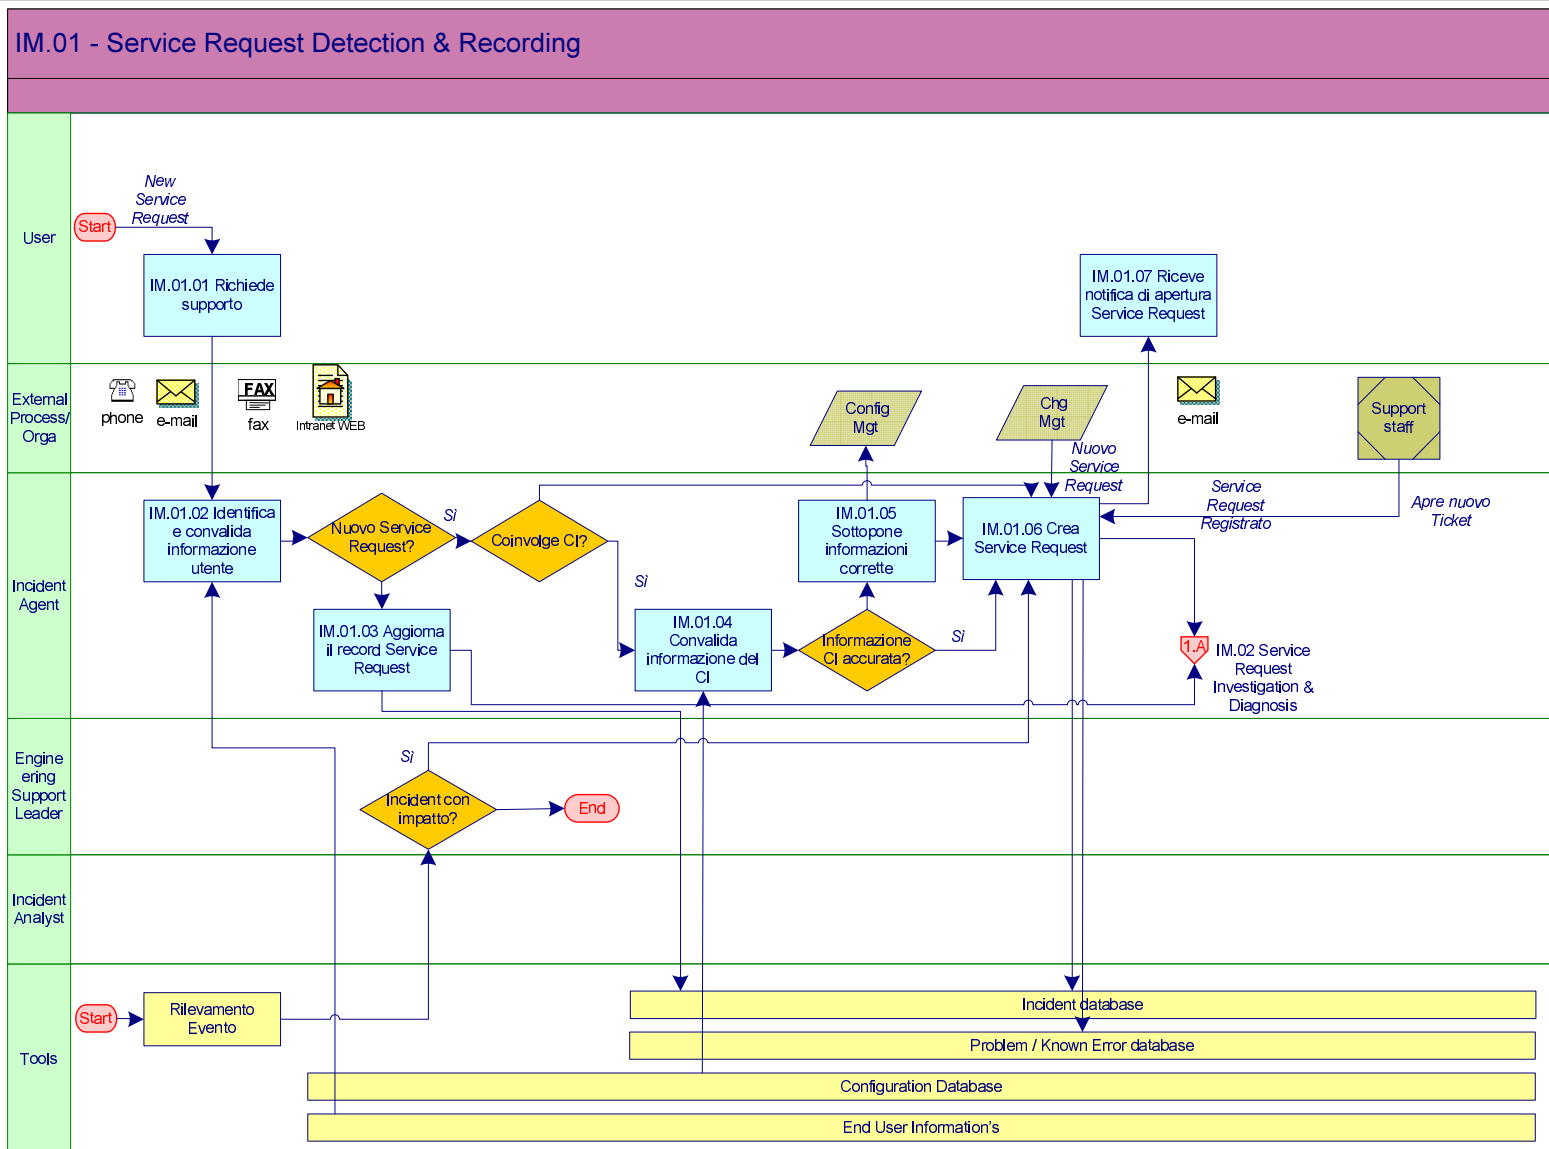 IM.01 - Service Request Detection & Recording
User
New
Service
Request
Start
IM.01.01 Richiede
supporto
IM.01.07 Riceve
notifica di apertura
Service Request
External
Process/
Orga
phone
e-mail
FAX
fax
Intranet WEB
Config
Mgt
Chg
Mgt
Nuovo
Service
Request
e-mail
Support
staff
Incident
Agent
IM.01.02 Identifica
e convalida
informazione
utente
Nuovo Service
Request?
Sì
Coinvolge CI?
Sì
IM.01.03 Aggiorna
il record Service
Request
IM.01.04
Convalida
informazione del
CI
IM.01.05
Sottopone
informazioni
corrette
Informazione
CI accurata?
Sì
IM.01.06 Crea
Service Request
Service
Request
Registrato
Apre nuovo
Ticket
1.A
IM.02 Service
Request
Investigation &
Diagnosis
Engine
ering
Support
Leader
Sì
Incident con
impatto?
End
Incident
Analyst
Tools
Start
Rilevamento
Evento
Incident database
Problem / Known Error database
Configuration Database
End User Information's